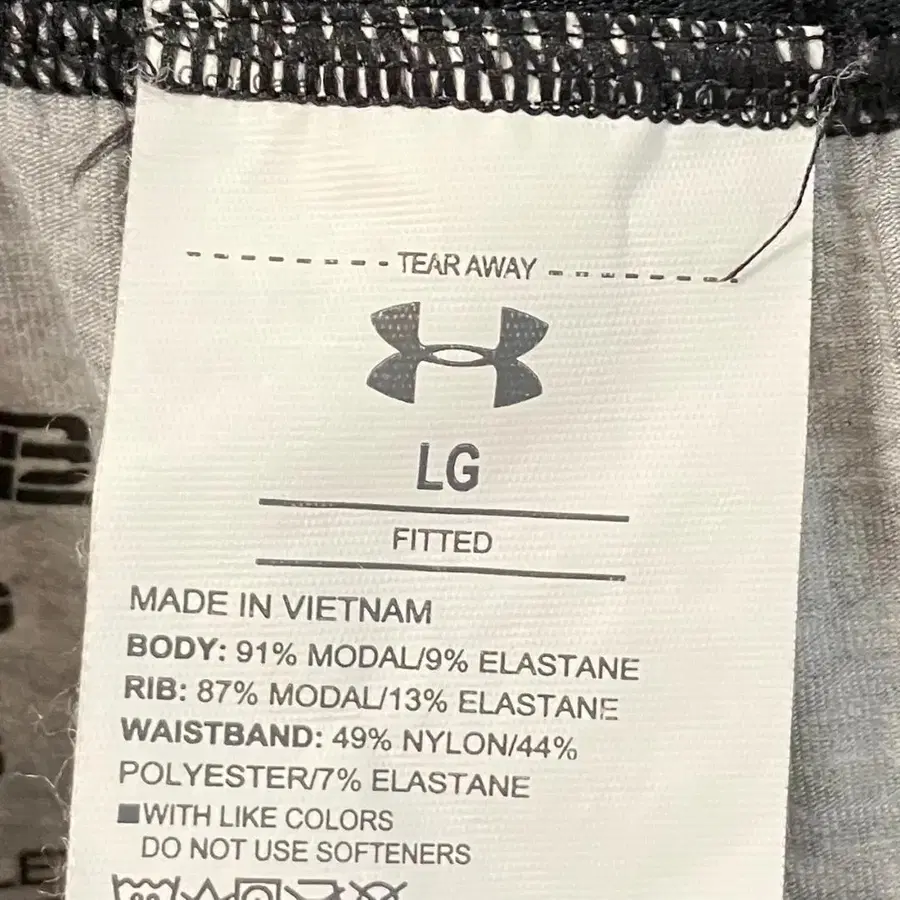 TEAR AWAY
LG
FITTED
MADE IN VIETNAM
BODY: 91% MODAL/9% ELASTANE
RIB: 87% MODAL/13% ELASTANE
WAISTBAND: 49% NYLON/44%
POLYESTER/7% ELASTANE
WITH LIKE COLORS
DO NOT USE SOFTENERS